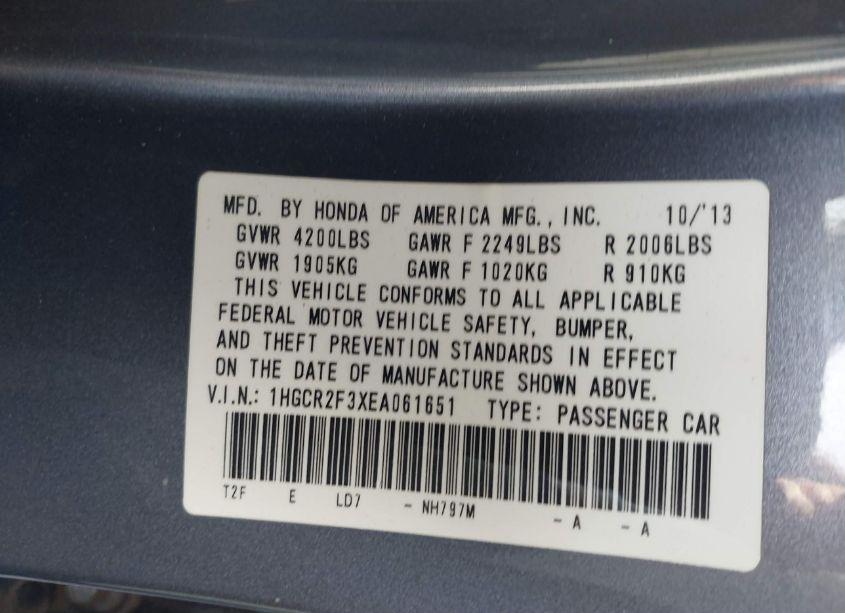 MFD. BY HONDA OF AMERICA MFG., INC. 10/'13
GVWR 4200LBS GAWR F 2249LBS R 2006LBS
GVWR 1905KG GAWR F 1020KG R 910KG
THIS VEHICLE CONFORMS TO ALL APPLICABLE
FEDERAL MOTOR VEHICLE SAFETY, BUMPER,
AND THEFT PREVENTION STANDARDS IN EFFECT
ON THE DATE OF MANUFACTURE SHOWN ABOVE.
V.I.N.: 1HGCR2F3XEA061651 TYPE: PASSENGER CAR
T2F E LD7 - NH797M - A - A